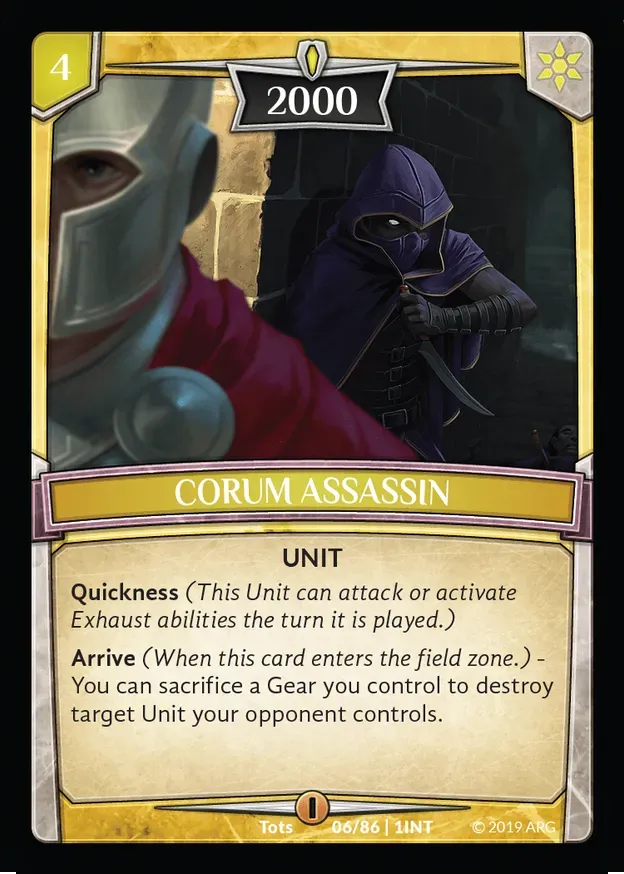 4
2000
CORUM ASSASSIN
UNIT
Quickness (This Unit can attack or activate
Exhaust abilities the turn it is played.)
Arrive (When this card enters the field zone.) -
You can sacrifice a Gear you control to destroy
target Unit your opponent controls.
I
Tots 06/86 | 1INT © 2019 ARG